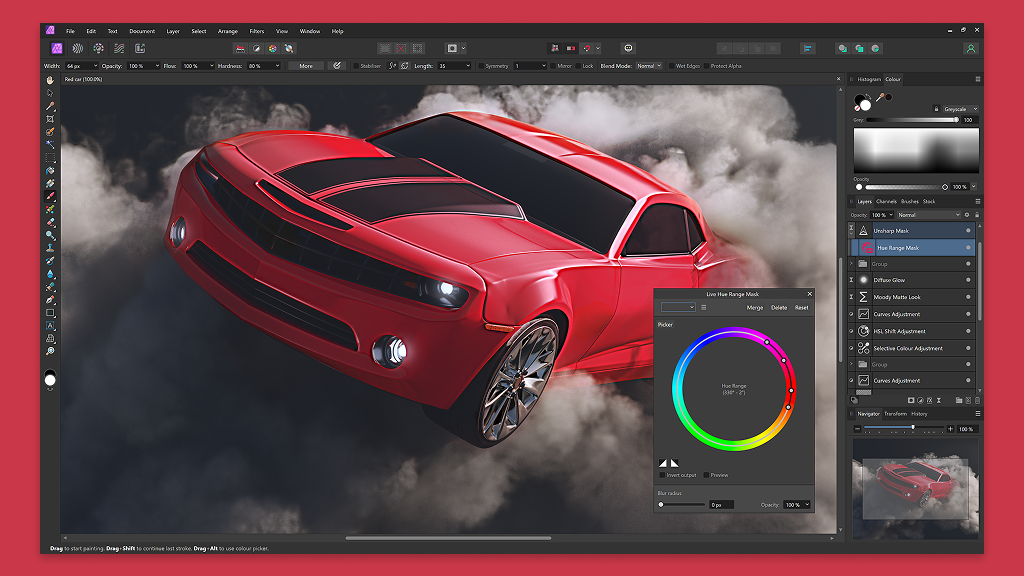 File Edit Text Document Layer Select Arrange Filters View Window Help
Width: 64 px Opacity: 100 % Flow: 100 % Hardness: 80 % More Stabiliser Length: 35 Symmetry 1 Mirror Lock Blend Mode: Normal Wet Edges Protect Alpha
Red car (100.0%)
Histogram Colour
Greyscale
Grey: 100
Opacity
100 %
Layers Channels Brushes Stock
Opacity: 100 % Normal
Unsharp Mask
Hue Range Mask
Group
Diffuse Glow
Moody Matte Look
Curves Adjustment
HSL Shift Adjustment
Selective Colour Adjustment
Group
Curves Adjustment
Navigator Transform History
100 %
Live Hue Range Mask
Merge Delete Reset
Picker
Hue Range
(330° - 2°)
Invert output Preview
Blur radius:
0 px Opacity: 100 %
Drag to start painting. Drag+Shift to continue last stroke. Drag+Alt to use colour picker.